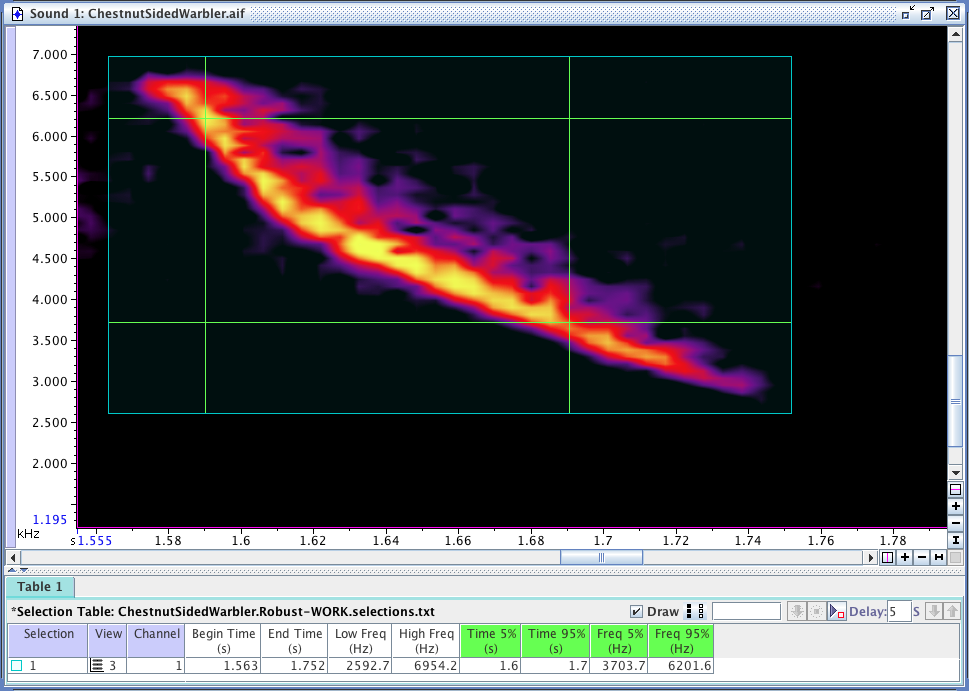 Sound 1: ChestnutSidedWarbler.aif
7.000
6.500
6.000
5.500
5.000
4.500
4.000
3.500
3.000
2.500
2.000
1.195
kHz
s 1.555 1.58 1.6 1.62 1.64 1.66 1.68 1.7 1.72 1.74 1.76 1.78
Table 1
*Selection Table: ChestnutSidedWarbler.Robust-WORK.selections.txt Draw Delay: 5 S
Selection View Channel Begin Time (s) End Time (s) Low Freq (Hz) High Freq (Hz) Time 5% (s) Time 95% (s) Freq 5% (Hz) Freq 95% (Hz)
1 3 1 1.563 1.752 2592.7 6954.2 1.6 1.7 3703.7 6201.6